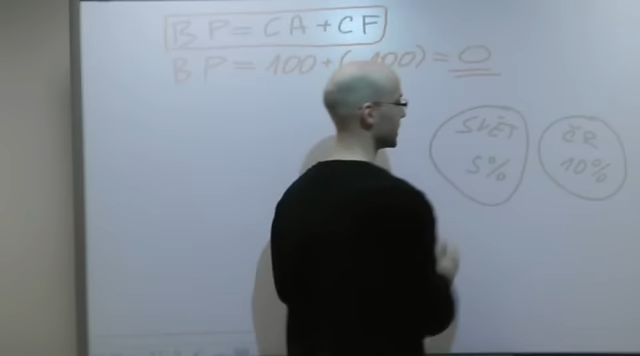 BP = CA + CF
BP = 100 + (-100) = 0
SVĚT
5%
ČR
10%